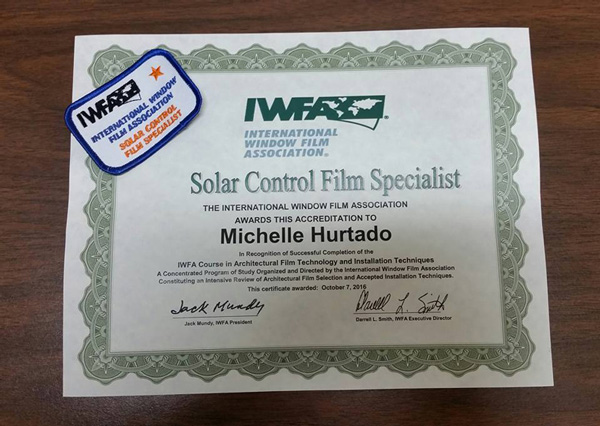 IWFA
INTERNATIONAL WINDOW
FILM ASSOCIATION
SOLAR CONTROL
FILM SPECIALIST
IWFA
INTERNATIONAL
WINDOW FILM
ASSOCIATION®
Solar Control Film Specialist
THE INTERNATIONAL WINDOW FILM ASSOCIATION
AWARDS THIS ACCREDITATION TO
Michelle Hurtado
In Recognition of Successful Completion of the
IWFA Course in Architectural Film Technology and Installation Techniques
A Concentrated Program of Study Organized and Directed by the International Window Film Association
Constituting an Intensive Review of Architectural Film Selection and Accepted Installation Techniques.
This certificate awarded: October 7, 2016
Jack Mundy
Darrell L. Smith
Jack Mundy, IWFA President
Darrell L. Smith, IWFA Executive Director